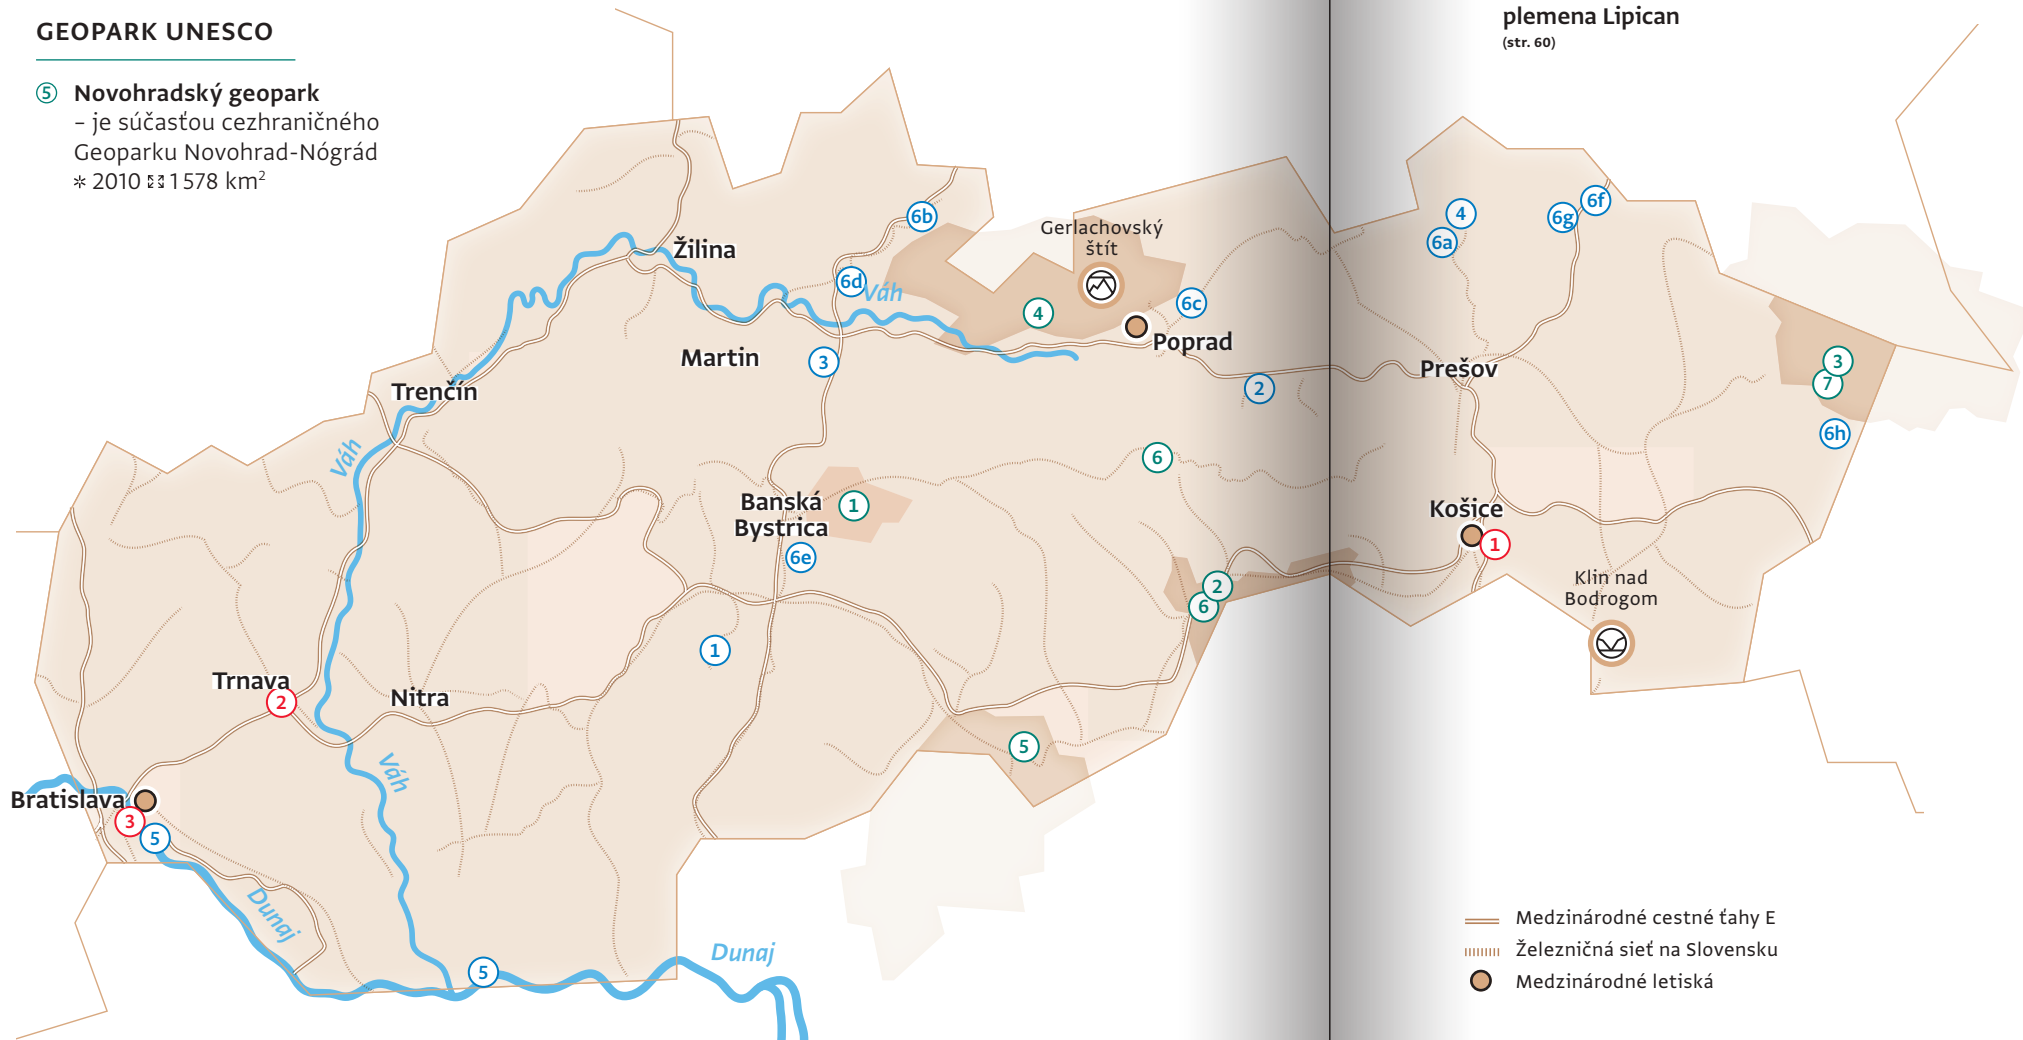 GEOPARK UNESCO
5 Novohradský geopark
– je súčasťou cezhraničného
Geoparku Novohrad-Nógrád
* 2010 1 578 km²
plemena Lipican
(str. 60)
6b
4
6g
6f
6a
Gerlachovský
štít
Žilina
6d
Váh
6c
4
Poprad
Martin
3
Prešov
3
7
2
Trenčín
6h
Váh
6
Banská
Bystrica
1
Košice
1
6e
Klin nad
Bodrogom
2
6
1
Trnava
2
Nitra
5
Váh
Bratislava
3
5
Dunaj
Dunaj
5
Medzinárodné cestné ťahy E
Železničná sieť na Slovensku
Medzinárodné letiská